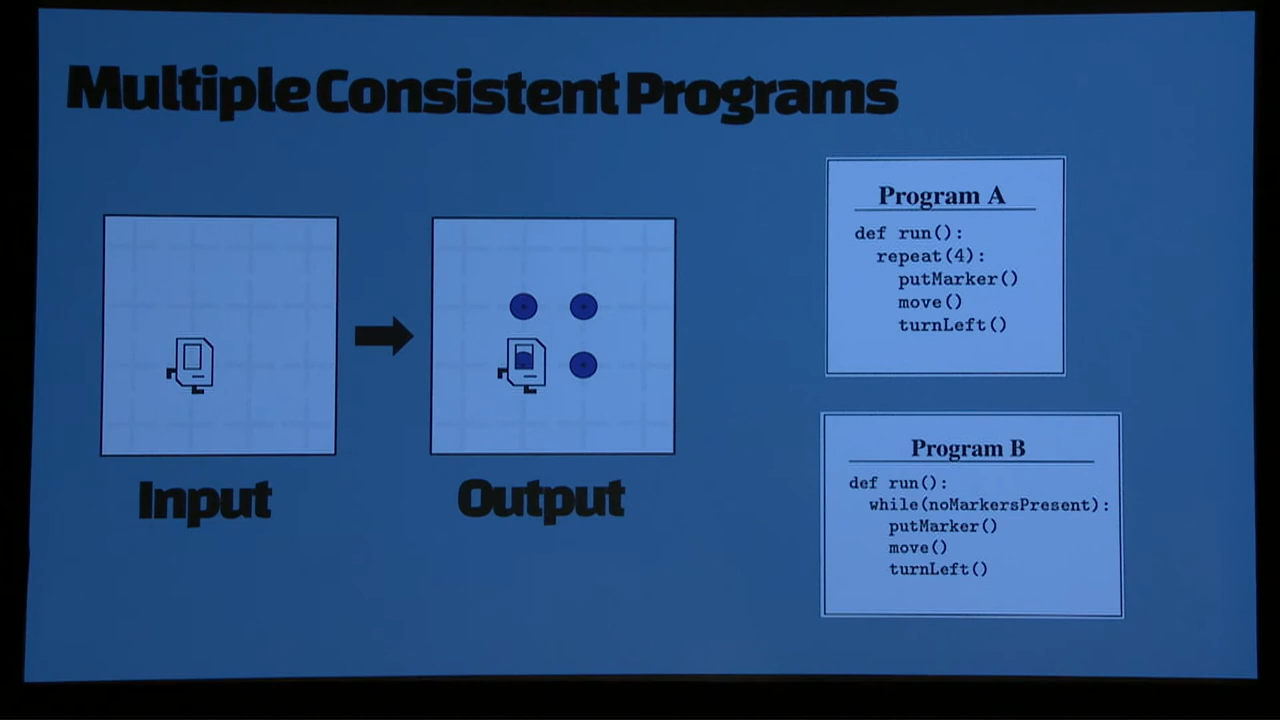 Multiple Consistent Programs
Input
Output
Program A
def run():
repeat(4):
putMarker()
move()
turnLeft()
Program B
def run():
while(noMarkersPresent):
putMarker()
move()
turnLeft()